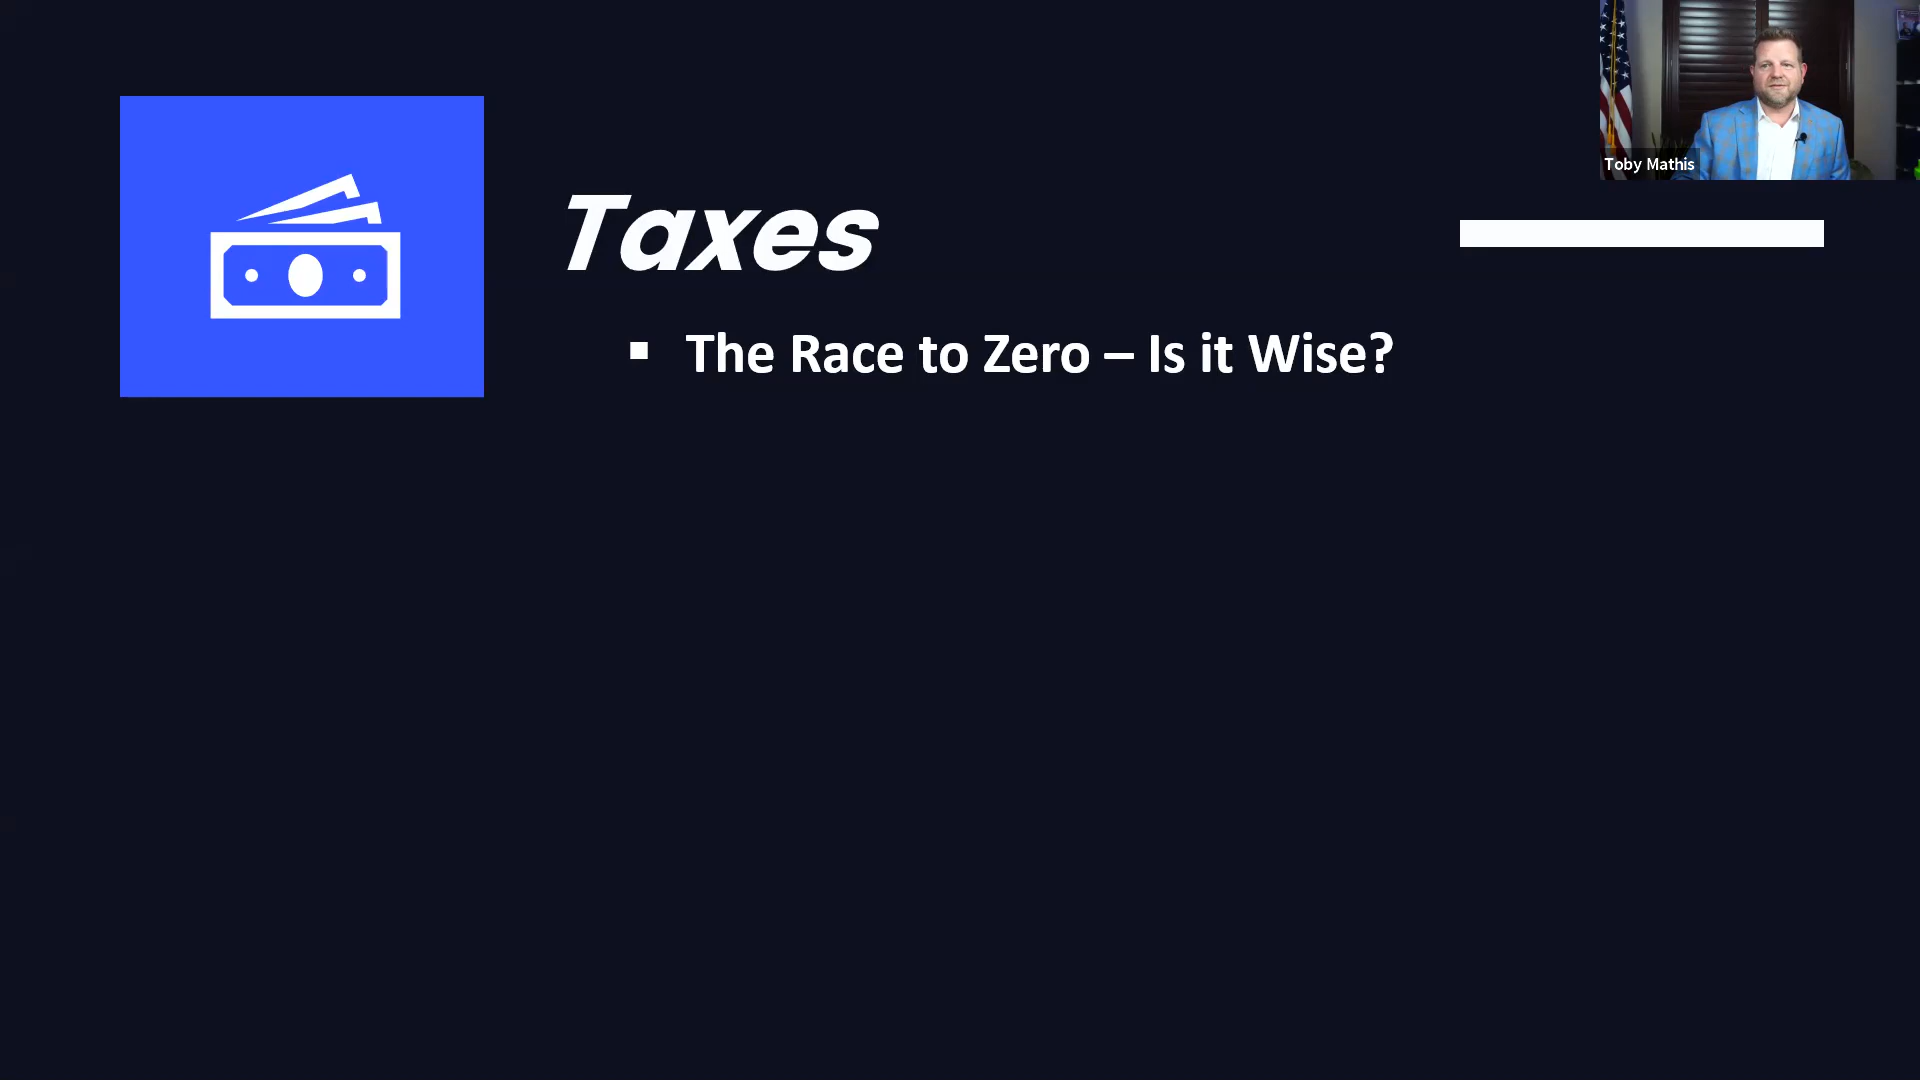 Toby Mathis
Taxes
▪ The Race to Zero – Is it Wise?